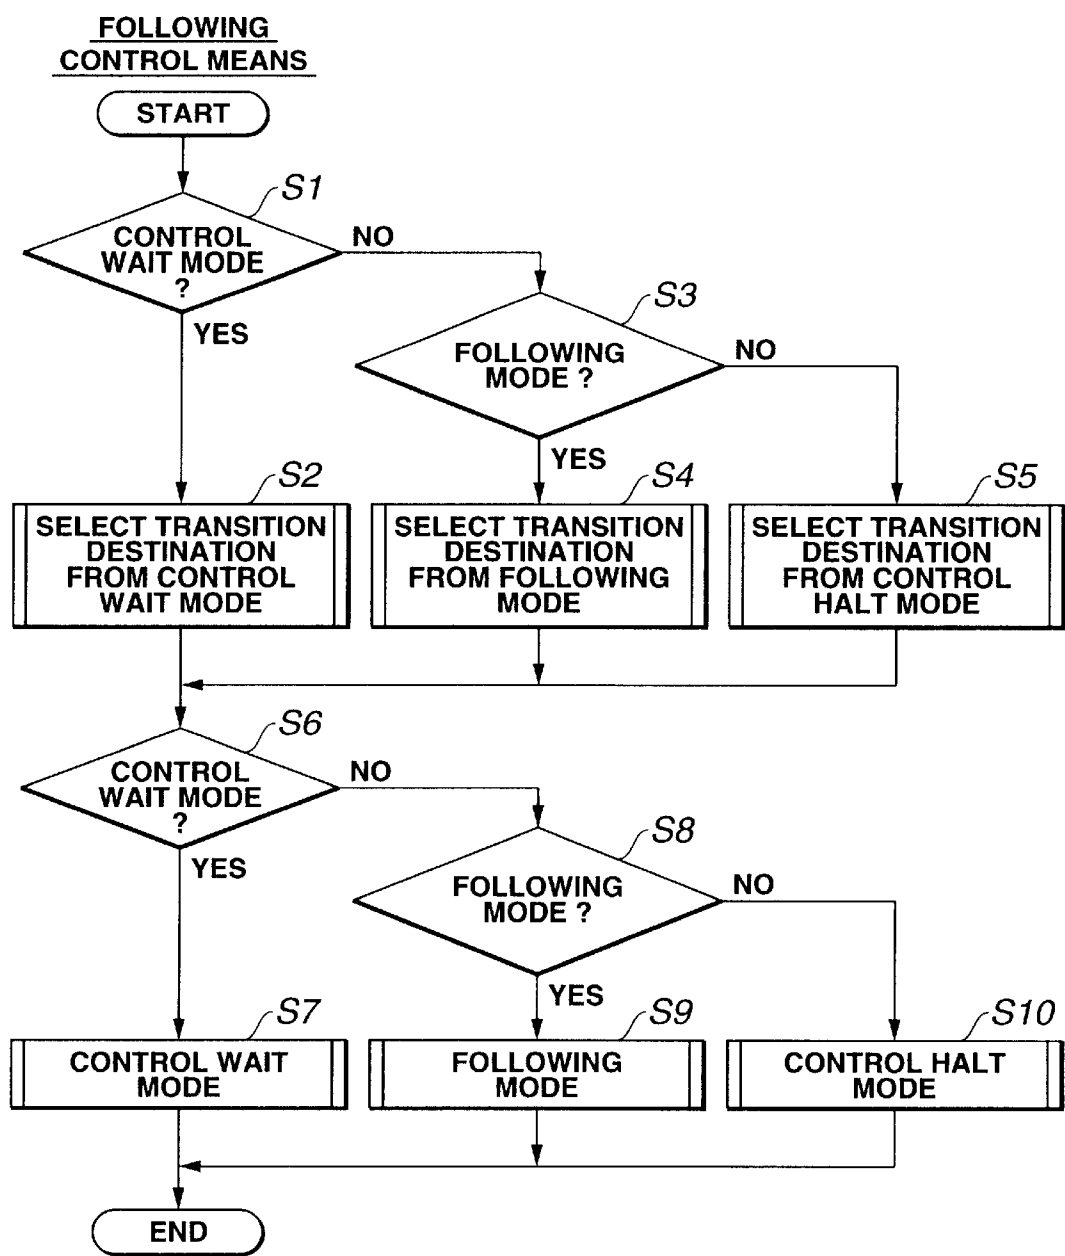 FOLLOWING
CONTROL MEANS
START
S1
CONTROL
WAIT MODE
?
NO
YES
S3
FOLLOWING
MODE ?
NO
YES
S2
SELECT TRANSITION
DESTINATION
FROM CONTROL
WAIT MODE
S4
SELECT TRANSITION
DESTINATION
FROM FOLLOWING
MODE
S5
SELECT TRANSITION
DESTINATION
FROM CONTROL
HALT MODE
S6
CONTROL
WAIT MODE
?
NO
YES
S8
FOLLOWING
MODE ?
NO
YES
S7
CONTROL WAIT
MODE
S9
FOLLOWING
MODE
S10
CONTROL HALT
MODE
END